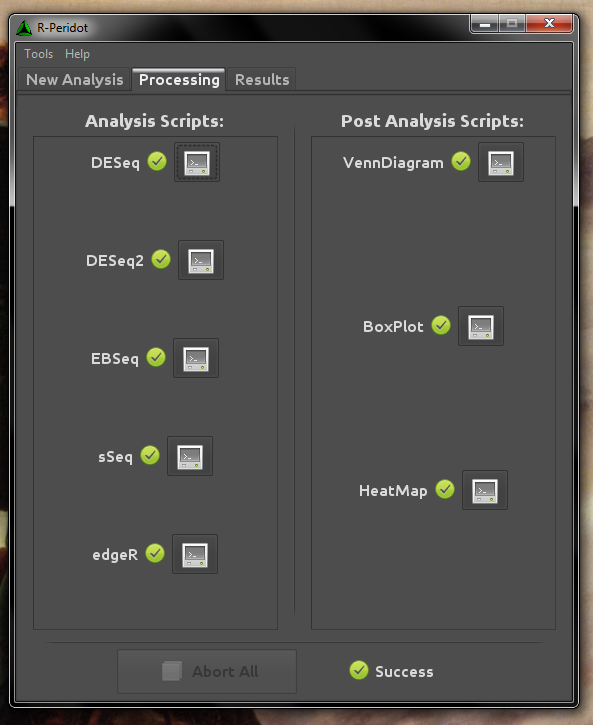 R-Peridot
Tools Help
New Analysis Processing Results
Analysis Scripts:
DESeq
DESeq2
EBSeq
sSeq
edgeR
Post Analysis Scripts:
VennDiagram
BoxPlot
HeatMap
Abort All
Success